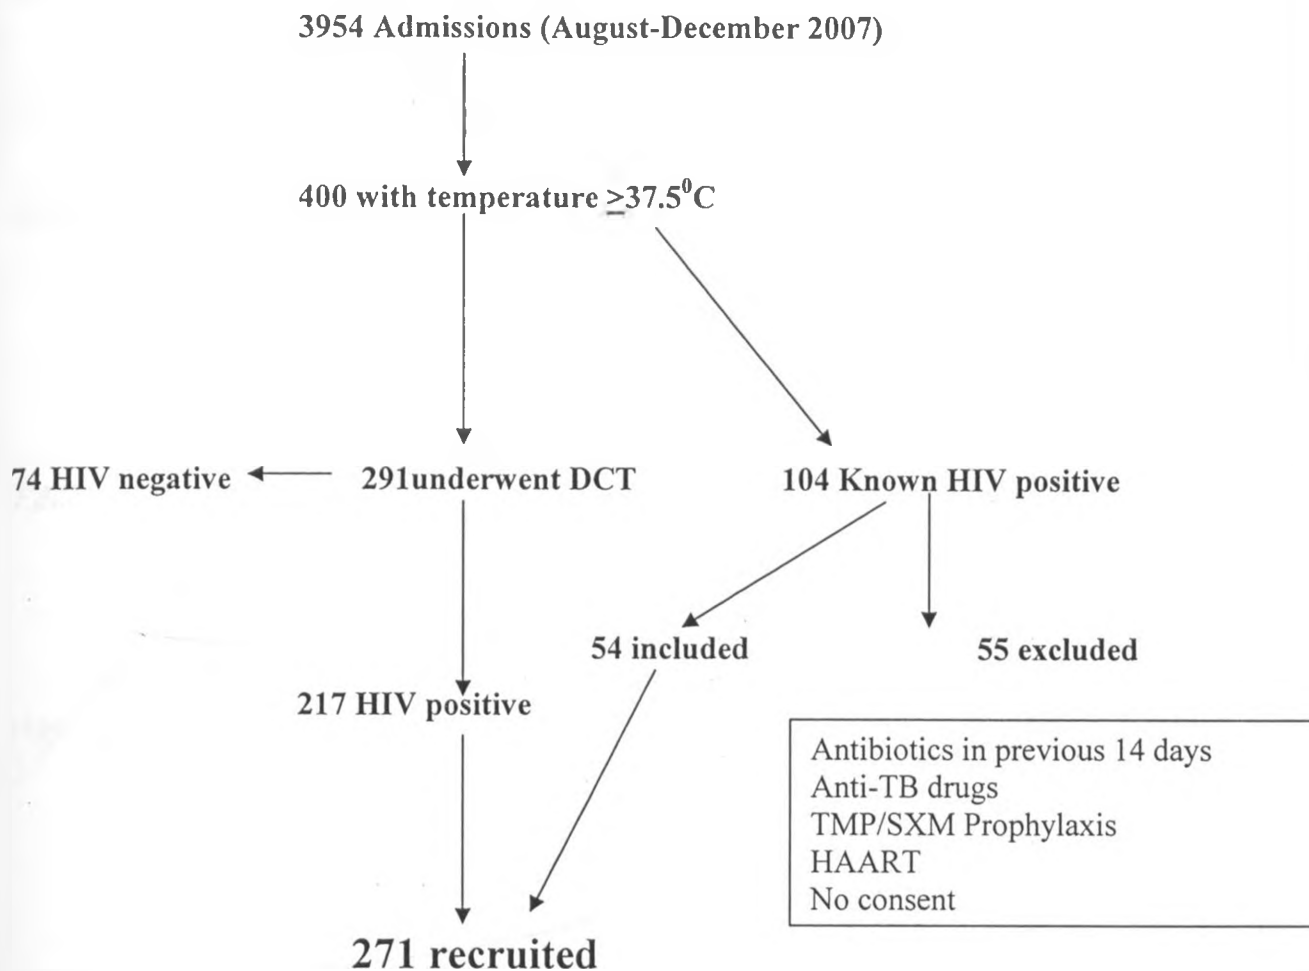 3954 Admissions (August-December 2007)
400 with temperature ≥37.5⁰C
74 HIV negative
291underwent DCT
104 Known HIV positive
54 included
55 excluded
217 HIV positive
Antibiotics in previous 14 days
Anti-TB drugs
TMP/SXM Prophylaxis
HAART
No consent
271 recruited